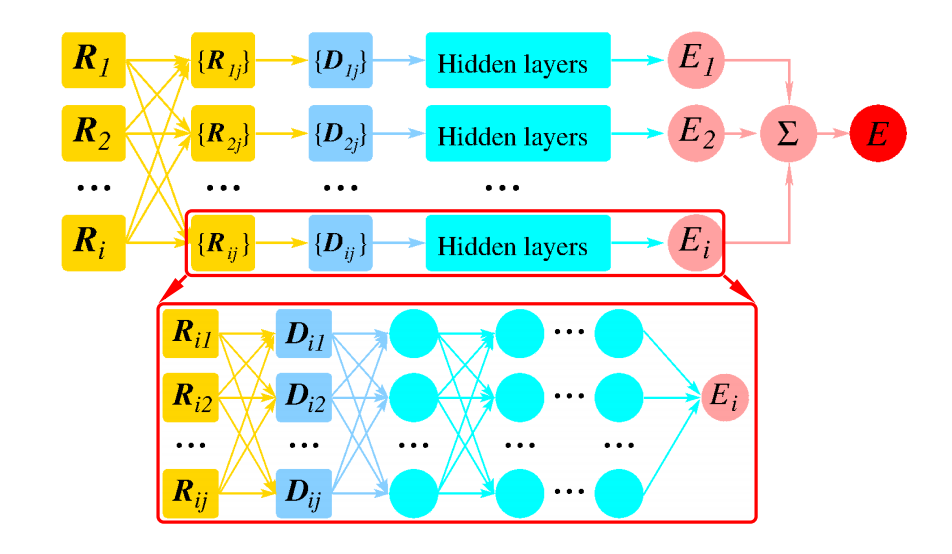 R1 {R1j} {D1j} Hidden layers E1
R2 {R2j} {D2j} Hidden layers E2 Σ E
... ... ... ...
Ri {Rij} {Dij} Hidden layers Ei
Ri1 Di1 ...
Ri2 Di2 ... Ei
... ... ... ... ...
Rij Dij ...